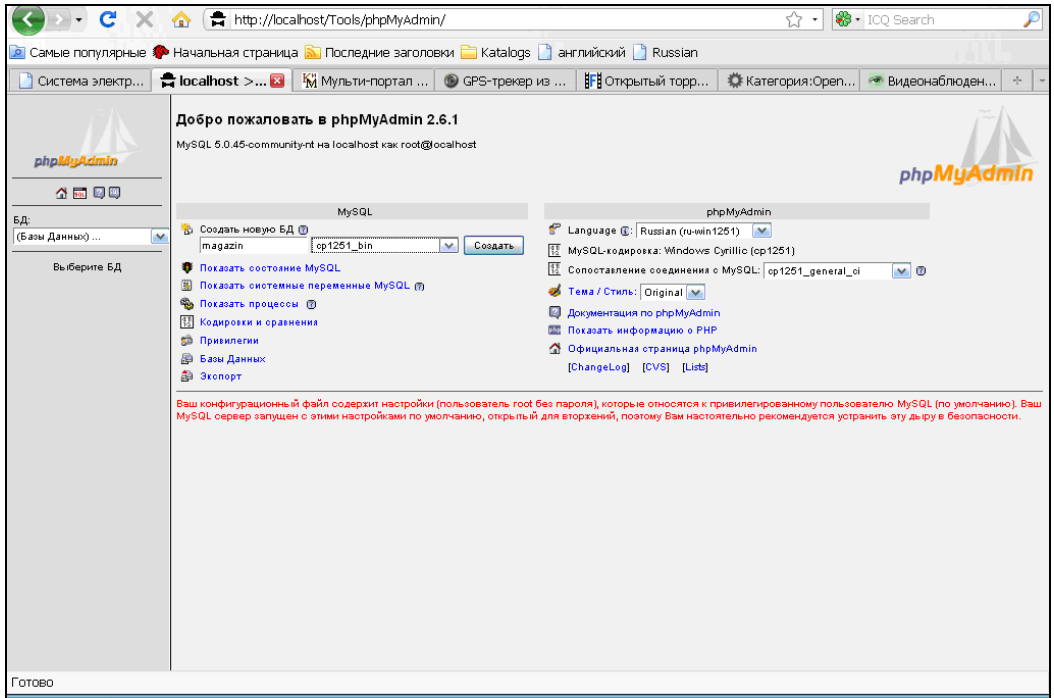 http://localhost/Tools/phpMyAdmin/
ICQ Search
Самые популярные Начальная страница Последние заголовки Katalogs английский Russian
Система электр... localhost >... Мульти-портал ... GPS-трекер из ... Открытый торр... Категория:Open... Видеонаблюден...
phpMyAdmin
БД:
(Базы Данных) ...
Выберите БД
Добро пожаловать в phpMyAdmin 2.6.1
MySQL 5.0.45-community-nt на localhost как root@localhost
phpMyAdmin
MySQL
Создать новую БД
magazin cp1251_bin Создать
Показать состояние MySQL
Показать системные переменные MySQL
Показать процессы
Кодировки и сравнения
Привилегии
Базы Данных
Экспорт
phpMyAdmin
Language: Russian (ru-win1251)
MySQL-кодировка: Windows Cyrillic (cp1251)
Сопоставление соединения с MySQL: cp1251_general_ci
Тема / Стиль: Original
Документация по phpMyAdmin
Показать информацию о PHP
Официальная страница phpMyAdmin
[ChangeLog] [CVS] [Lists]
Ваш конфигурационный файл содержит настройки (пользователь root без пароля), которые относятся к привилегированному пользователю MySQL (по умолчанию). Ваш
MySQL сервер запущен с этими настройками по умолчанию, открытый для вторжений, поэтому Вам настоятельно рекомендуется устранить эту дыру в безопасности.
Готово